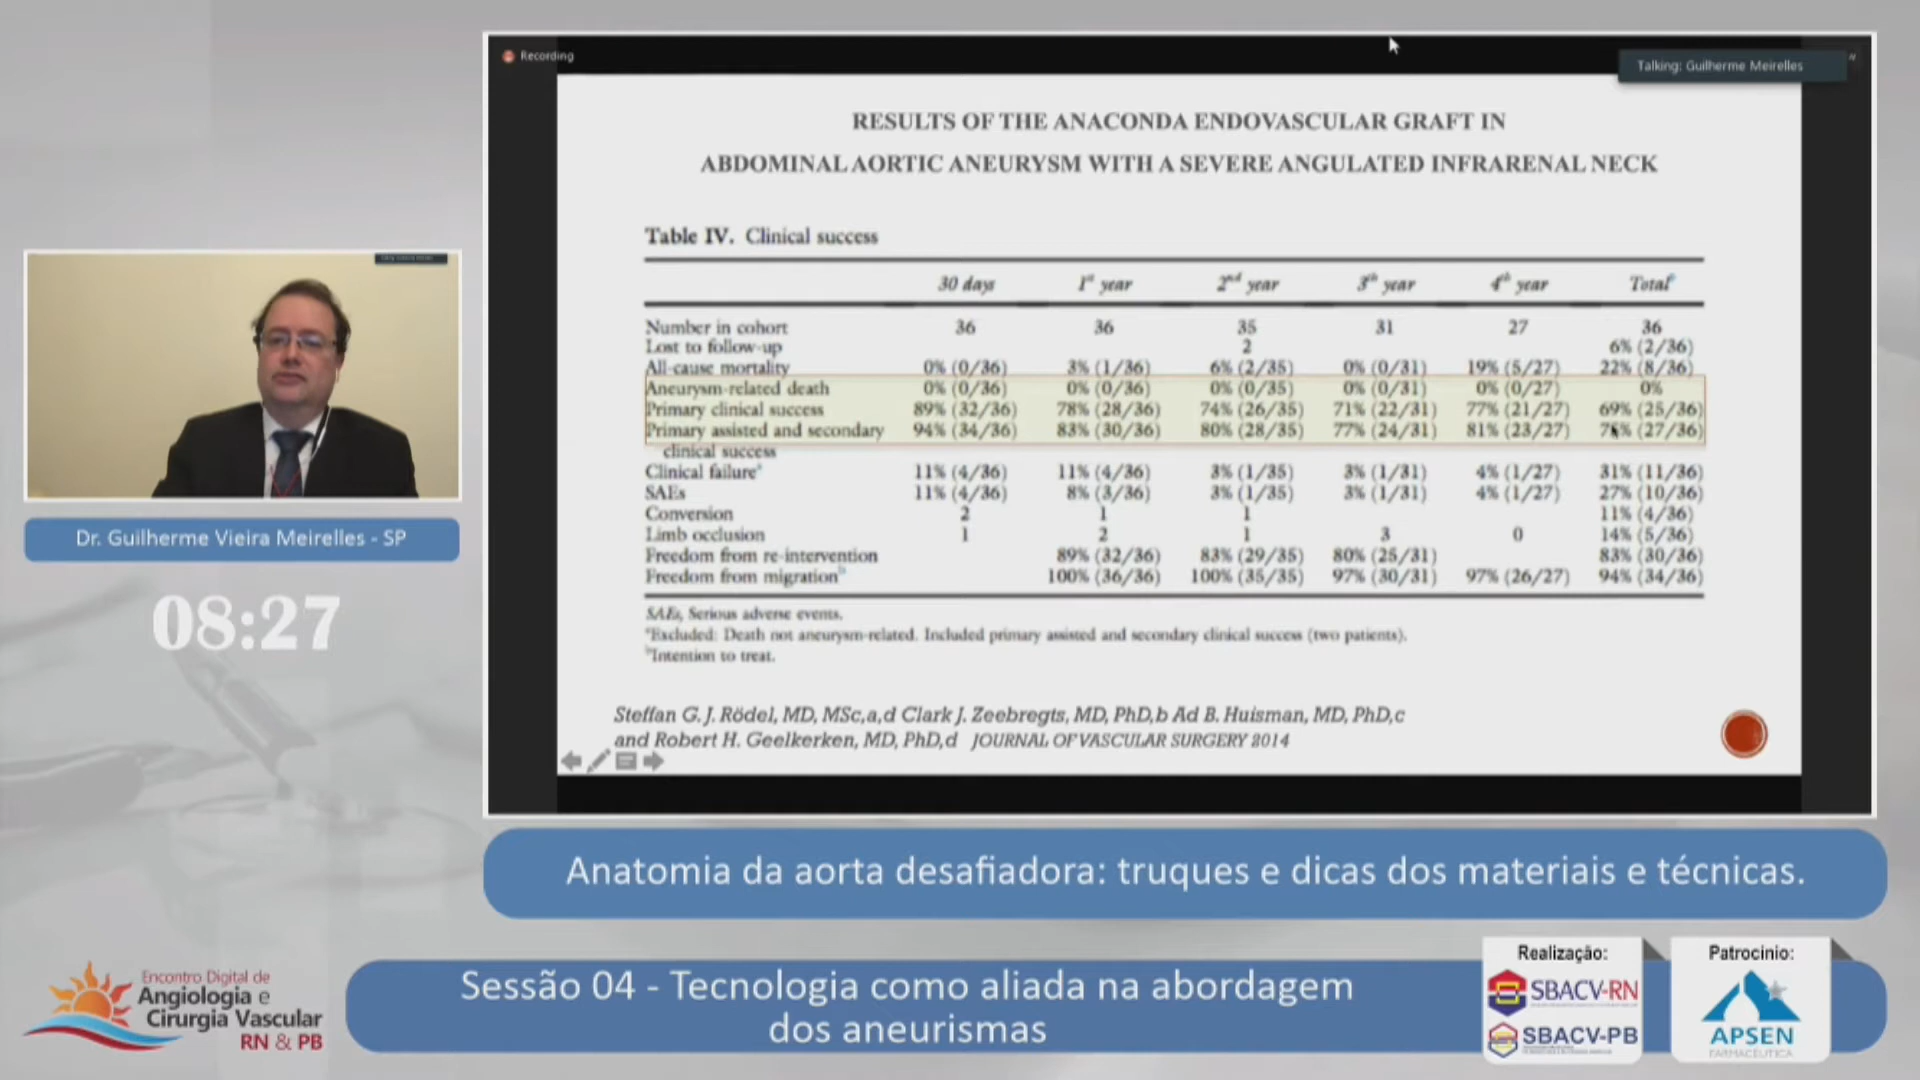 Recording
Talking: Guilherme Meirelles
RESULTS OF THE ANACONDA ENDOVASCULAR GRAFT IN
ABDOMINAL AORTIC ANEURYSM WITH A SEVERE ANGULATED INFRARENAL NECK
Table IV. Clinical success
30 days 1st year 2nd year 3th year 4th year Totala
Number in cohort 36 36 35 31 27 36
Lost to follow-up 2 6% (2/36)
All-cause mortality 0% (0/36) 3% (1/36) 6% (2/35) 0% (0/31) 19% (5/27) 22% (8/36)
Aneurysm-related death 0% (0/36) 0% (0/36) 0% (0/35) 0% (0/31) 0% (0/27) 0%
Primary clinical success 89% (32/36) 78% (28/36) 74% (26/35) 71% (22/31) 77% (21/27) 69% (25/36)
Primary assisted and secondary 94% (34/36) 83% (30/36) 80% (28/35) 77% (24/31) 81% (23/27) (27/36)
clinical success
Clinical failurea 11% (4/36) 11% (4/36) 3% (1/35) 3% (1/31) 4% (1/27) 31% (11/36)
SAEs 11% (4/36) 8% (3/36) 3% (1/35) 3% (1/31) 4% (1/27) 27% (10/36)
Conversion 2 1 1 11% (4/36)
Limb occlusion 1 2 1 3 0 14% (5/36)
Freedom from re-intervention 89% (32/36) 83% (29/35) 80% (25/31) 83% (30/36)
Freedom from migrationb 100% (36/36) 100% (35/35) 97% (30/31) 97% (26/27) 94% (34/36)
SAEs, Serious adverse events.
aExcluded: Death not aneurysm-related. Included primary assisted and secondary clinical success (two patients).
bIntention to treat.
Steffan G. J. Rödel, MD, MSc,a,d Clark J. Zeebregts, MD, PhD,b Ad B. Huisman, MD, PhD,c
and Robert H. Geelkerken, MD, PhD,d JOURNAL OF VASCULAR SURGERY 2014
Dr. Guilherme Vieira Meirelles - SP
08:27
Anatomia da aorta desafiadora: truques e dicas dos materiais e técnicas.
Sessão 04 - Tecnologia como aliada na abordagem
dos aneurismas
Encontro Digital de
Angiologia e
Cirurgia Vascular
RN & PB
Realização:
SBACV-RN
SBACV-PB
Patrocinio:
APSEN
FARMACÊUTICA